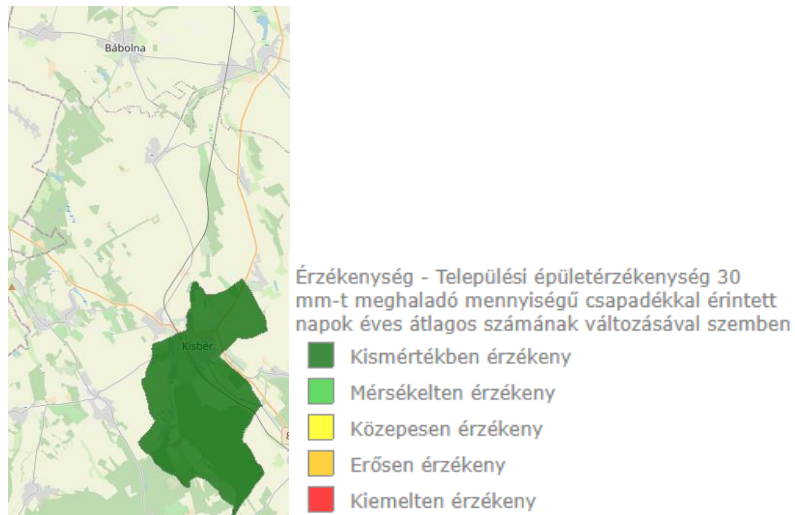 Bábolna
Kisbér
8
Érzékenység - Települési épületérzékenység 30
mm-t meghaladó mennyiségű csapadékkal érintett
napok éves átlagos számának változásával szemben
Kismértékben érzékeny
Mérsékelten érzékeny
Közepesen érzékeny
Erősen érzékeny
Kiemelten érzékeny